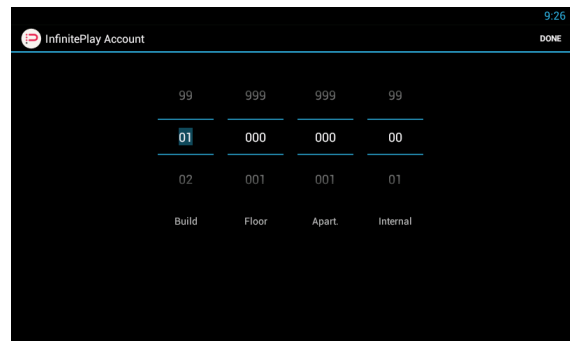 9:26
InfinitePlay Account DONE
99 999 999 99
01 000 000 00
02 001 001 01
Build Floor Apart. Internal